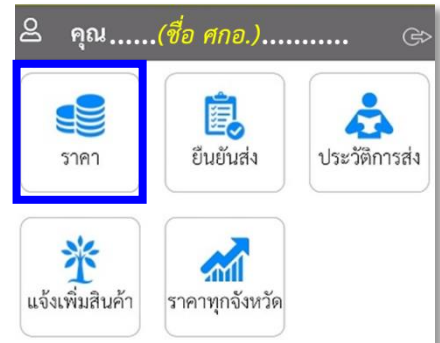 คุณ......(ชื่อ ศกอ.)...........
ราคา
ยืนยันส่ง
ประวัติการส่ง
แจ้งเพิ่มสินค้า
ราคาทุกจังหวัด